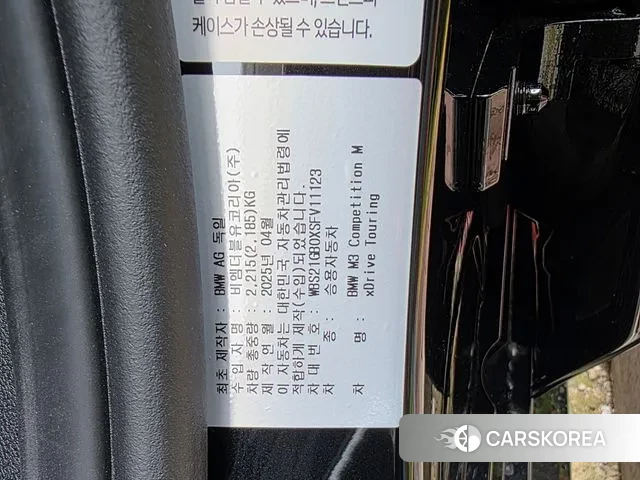 케이스가 손상될 수 있습니다.
최초 제작자 : BMW AG 독일
수 입 자 명 : 비엠더블유코리아(주)
차량 총중량 : 2,215(2,185)KG
제 작 연 월 : 2025년 04월
이 자동차는 대한민국 자동차관리법령에
적합하게 제작(수입)되었습니다.
차 대 번 호 : WBS21GB0XSFV11123
차 종 : 승용자동차
차 명 : BMW M3 Competition M
xDrive Touring
CARSKOREA